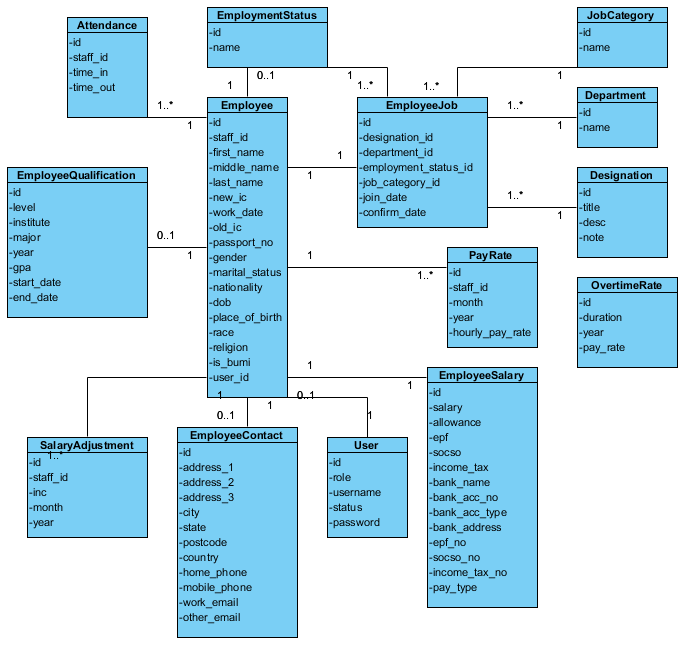 Attendance
-id
-staff_id
-time_in
-time_out
EmploymentStatus
-id
-name
JobCategory
-id
-name
1
0..1
1
1..*
1..*
1
1..*
1
Employee
-id
-staff_id
-first_name
-middle_name
-last_name
-new_ic
-work_date
-old_ic
-passport_no
-gender
-marital_status
-nationality
-dob
-place_of_birth
-race
-religion
-is_bumi
-user_id
EmployeeJob
-id
-designation_id
-department_id
-employment_status_id
-job_category_id
-join_date
-confirm_date
1..*
1
Department
-id
-name
1
1
EmployeeQualification
-id
-level
-institute
-major
-year
-gpa
-start_date
-end_date
Designation
-id
-title
-desc
-note
1..*
1
0..1
1
1
1..*
PayRate
-id
-staff_id
-month
-year
-hourly_pay_rate
OvertimeRate
-id
-duration
-year
-pay_rate
1
1
EmployeeSalary
-id
-salary
-allowance
-epf
-socso
-income_tax
-bank_name
-bank_acc_no
-bank_acc_type
-bank_address
-epf_no
-socso_no
-income_tax_no
-pay_type
1
1
0..1
0..1
1
SalaryAdjustment
-id
1..*
-staff_id
-inc
-month
-year
EmployeeContact
-id
-address_1
-address_2
-address_3
-city
-state
-postcode
-country
-home_phone
-mobile_phone
-work_email
-other_email
User
-id
-role
-username
-status
-password